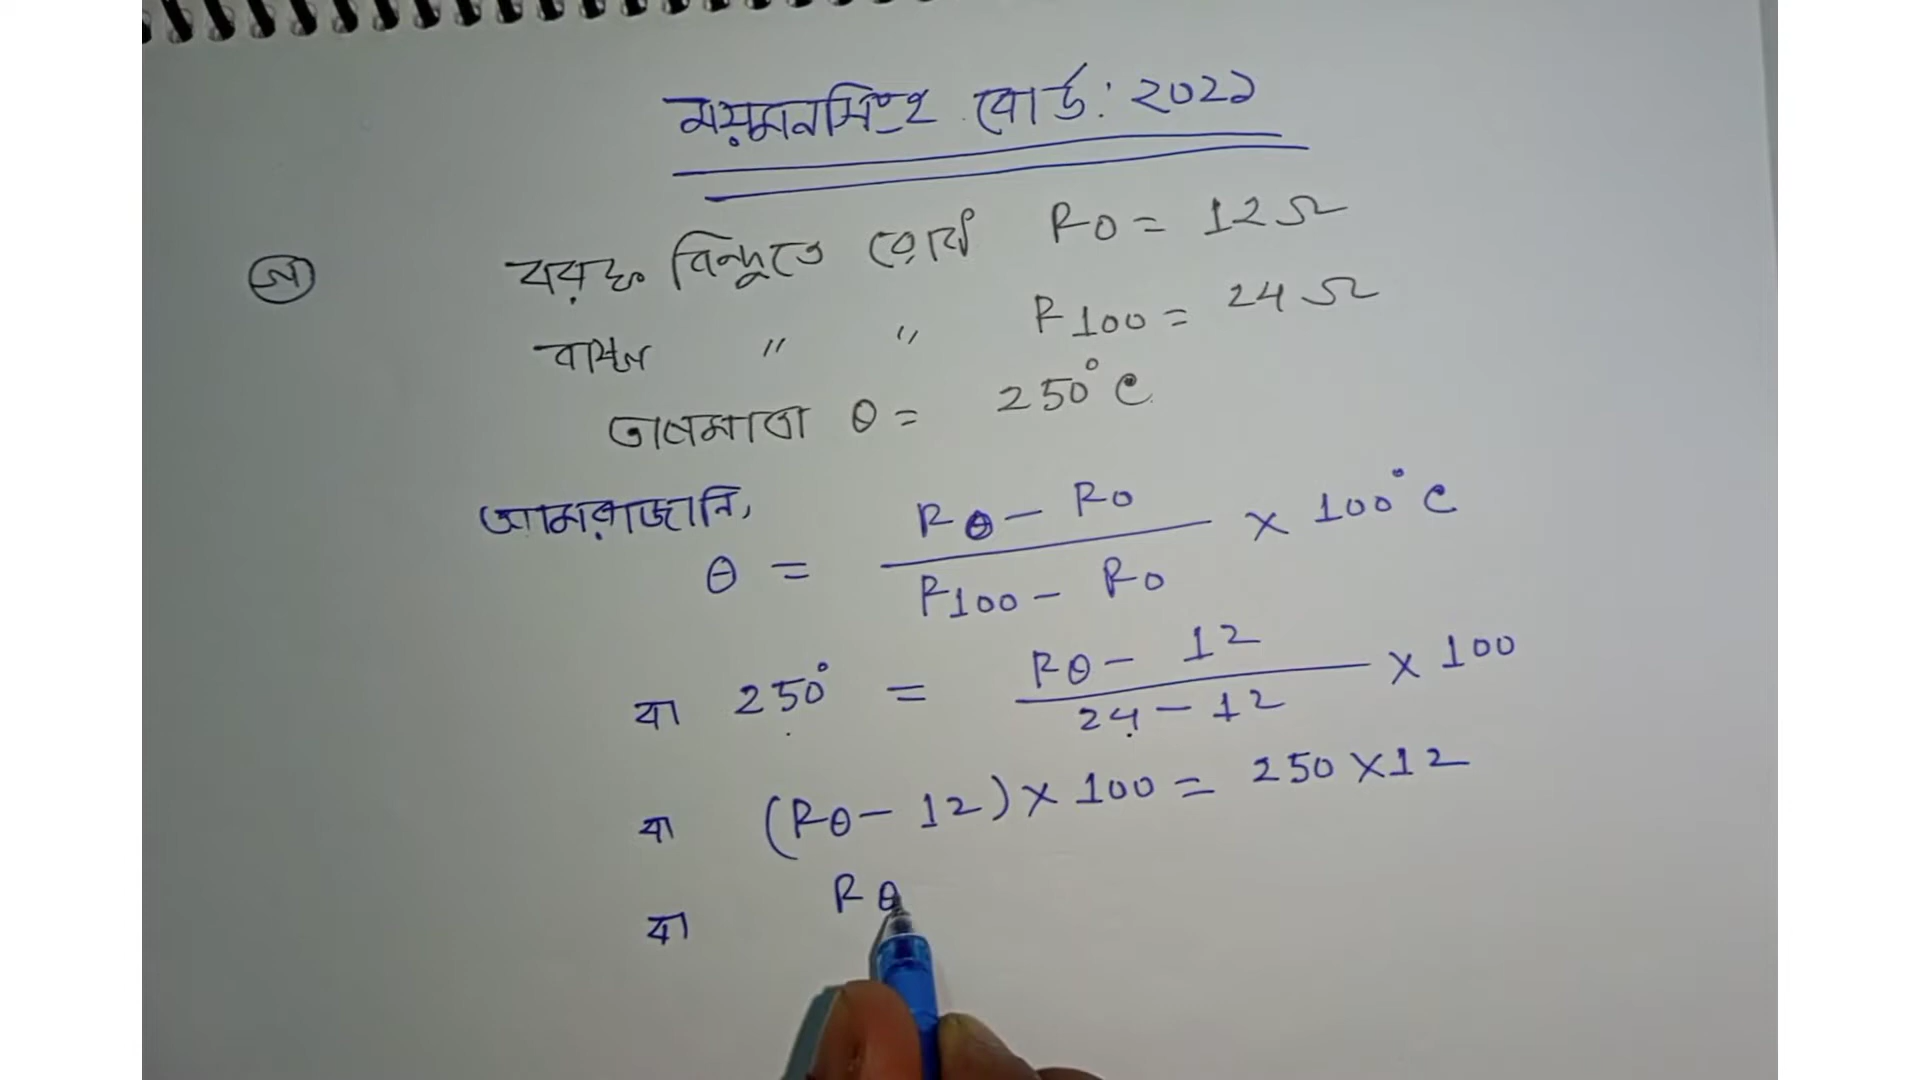 ময়মনসিংহ বোর্ড: ২০২১
বরফ বিন্দুতে রোধ R0 = 12Ω
বাষ্প " " R100 = 24Ω
তাপমাত্রা θ = 250°C
আমরা জানি,
θ = (Rθ - R0) / (R100 - R0) × 100°C
বা 250° = (Rθ - 12) / (24 - 12) × 100
বা (Rθ - 12) × 100 = 250 × 12
বা Rθ